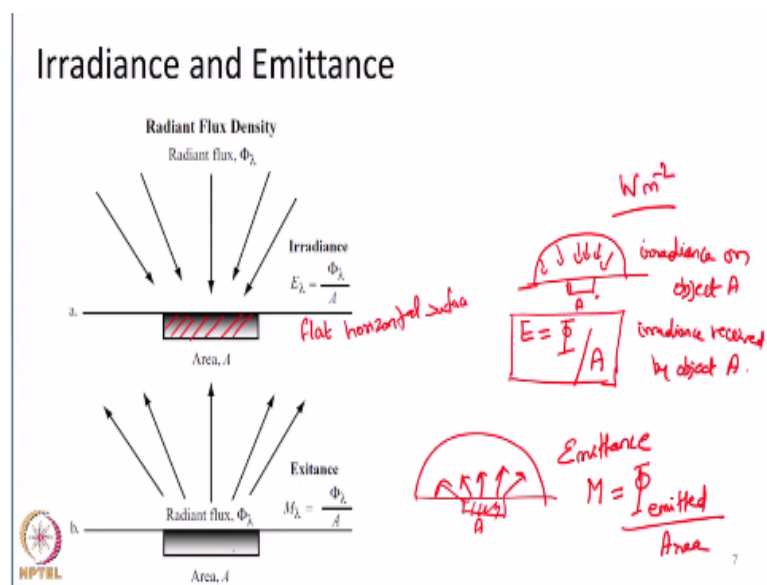 Irradiance and Emittance
Radiant Flux Density
Radiant flux, Φλ
Irradiance
Eλ = Φλ / A
a.
flat horizontal surface
Area, A
Wm⁻²
irradiance on
object A
A
E = Φ / A
irradiance received
by object A.
Exitance
Radiant flux, Φλ
Mλ = Φλ / A
b.
Area, A
Emittance
M = Φemitted
Area
A
NPTEL
7